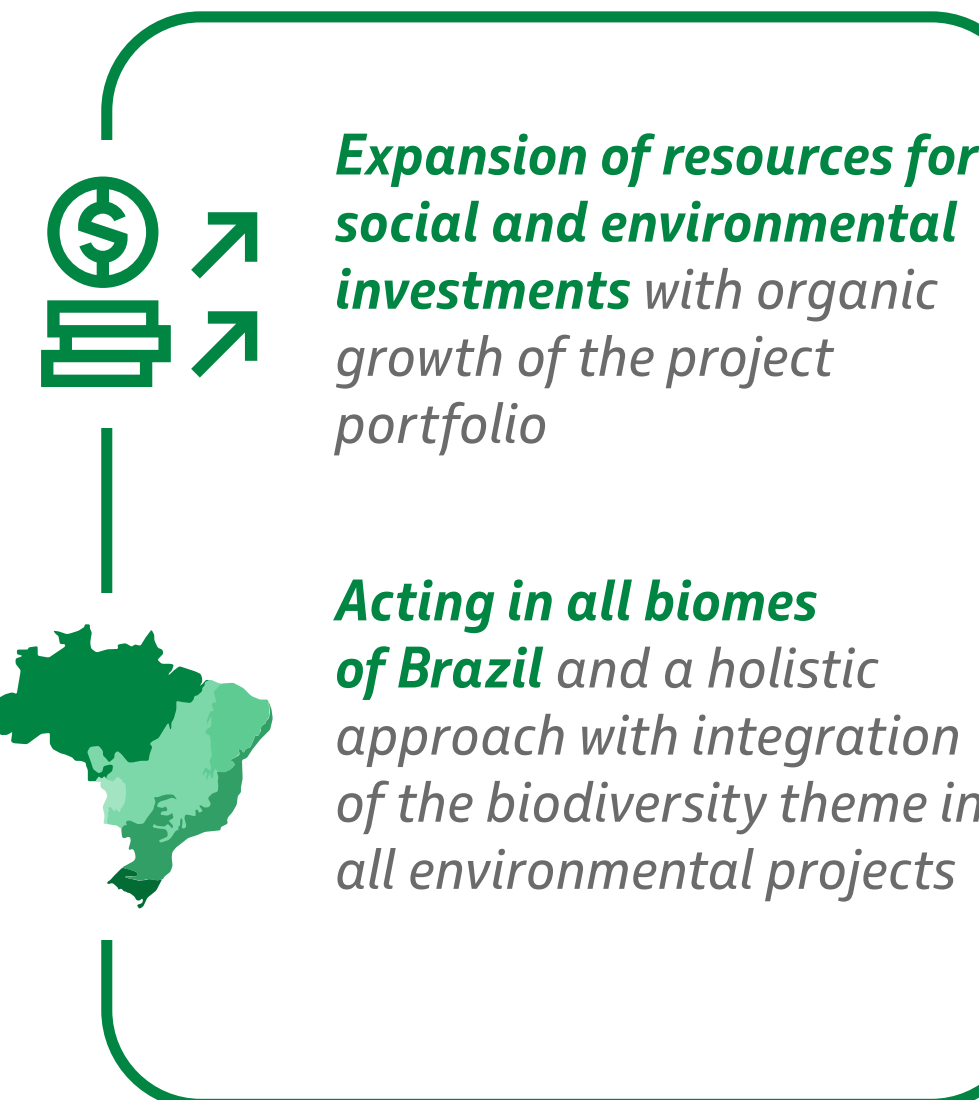 Expansion of resources for
social and environmental
investments with organic
growth of the project
portfolio
Acting in all biomes
of Brazil and a holistic
approach with integration
of the biodiversity theme in
all environmental projects